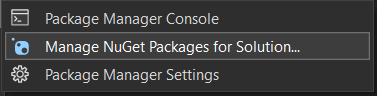 Package Manager Console
Manage NuGet Packages for Solution...
Package Manager Settings